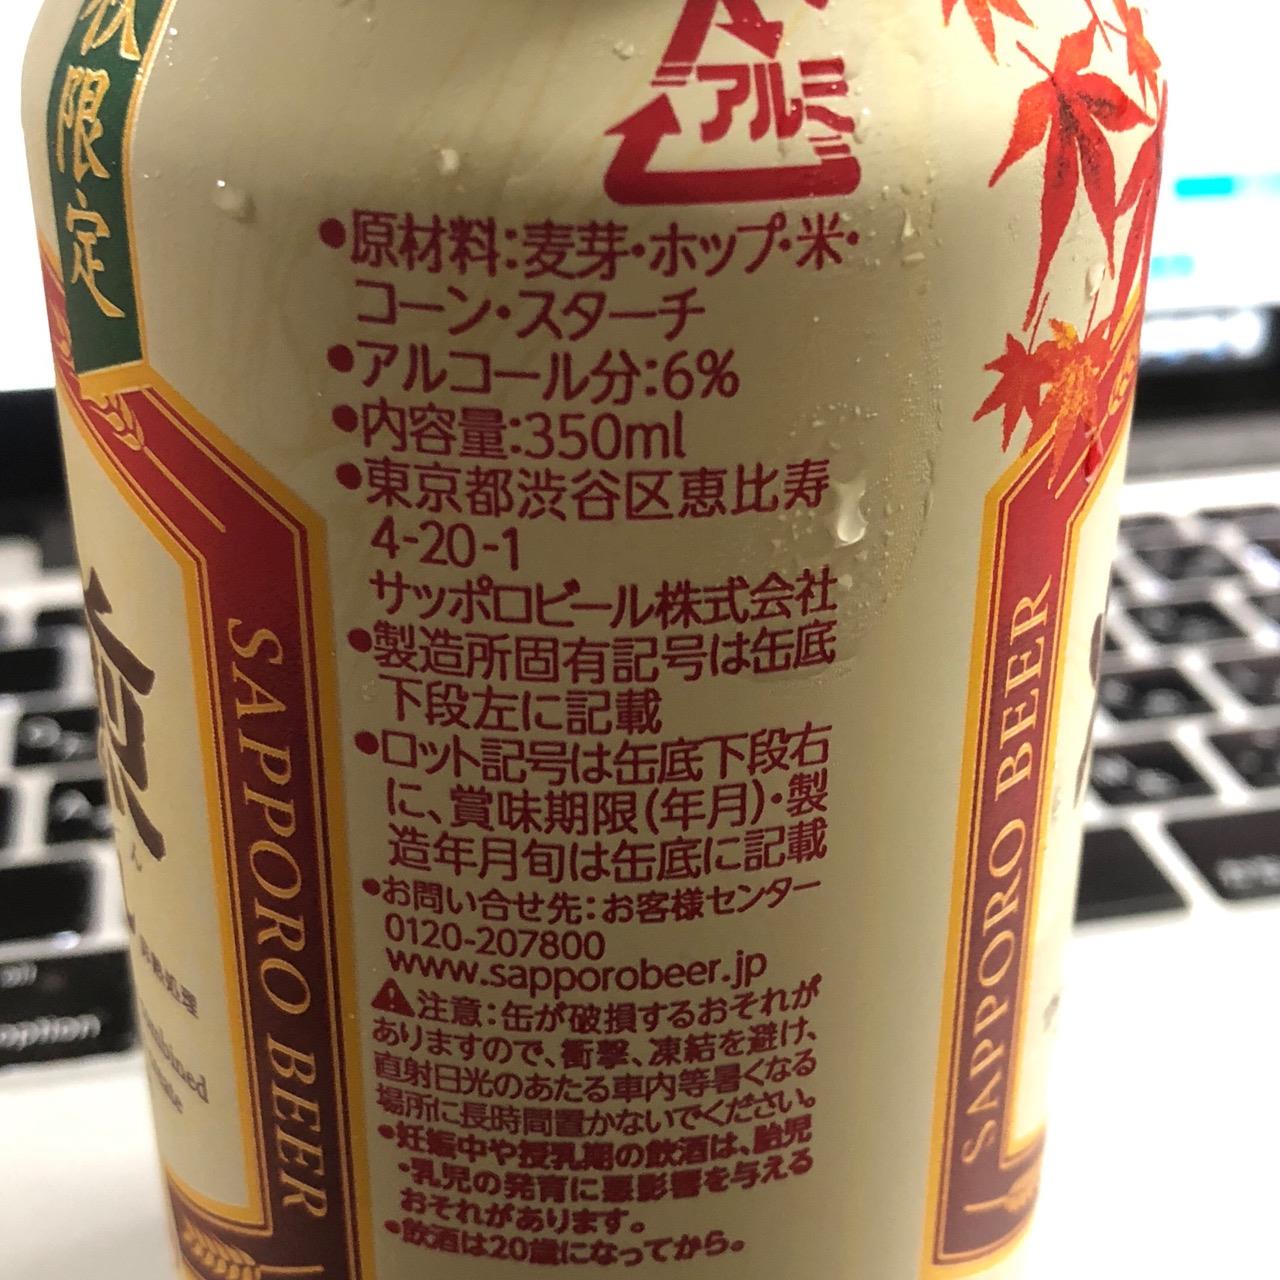 限定
アルミ
●原材料：麦芽・ホップ・米・
コーン・スターチ
●アルコール分：6%
●内容量：350ml
●東京都渋谷区恵比寿
4-20-1
サッポロビール株式会社
●製造所固有記号は缶底
下段左に記載
●ロット記号は缶底下段右
に、賞味期限(年月)・製
造年月旬は缶底に記載
●お問い合せ先：お客様センター
0120-207800
www.sapporobeer.jp
⚠注意：缶が破損するおそれが
ありますので、衝撃、凍結を避け、
直射日光のあたる車内等暑くなる
場所に長時間置かないでください。
●妊娠中や授乳期の飲酒は、胎児
・乳児の発育に悪影響を与える
おそれがあります。
●飲酒は20歳になってから。
SAPPORO BEER
SAPPORO BEER
option